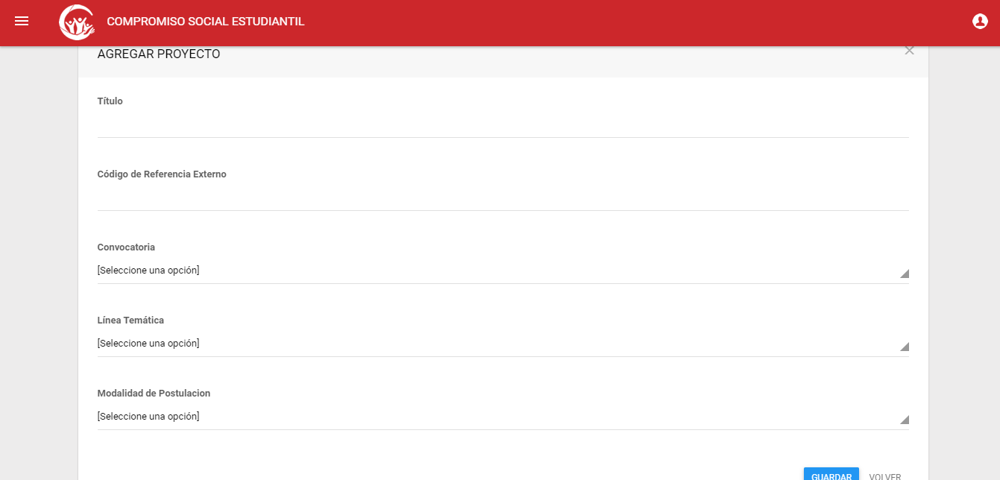 COMPROMISO SOCIAL ESTUDIANTIL
AGREGAR PROYECTO
Título
Código de Referencia Externo
Convocatoria
[Seleccione una opción]
Línea Temática
[Seleccione una opción]
Modalidad de Postulacion
[Seleccione una opción]
GUARDAR VOLVER